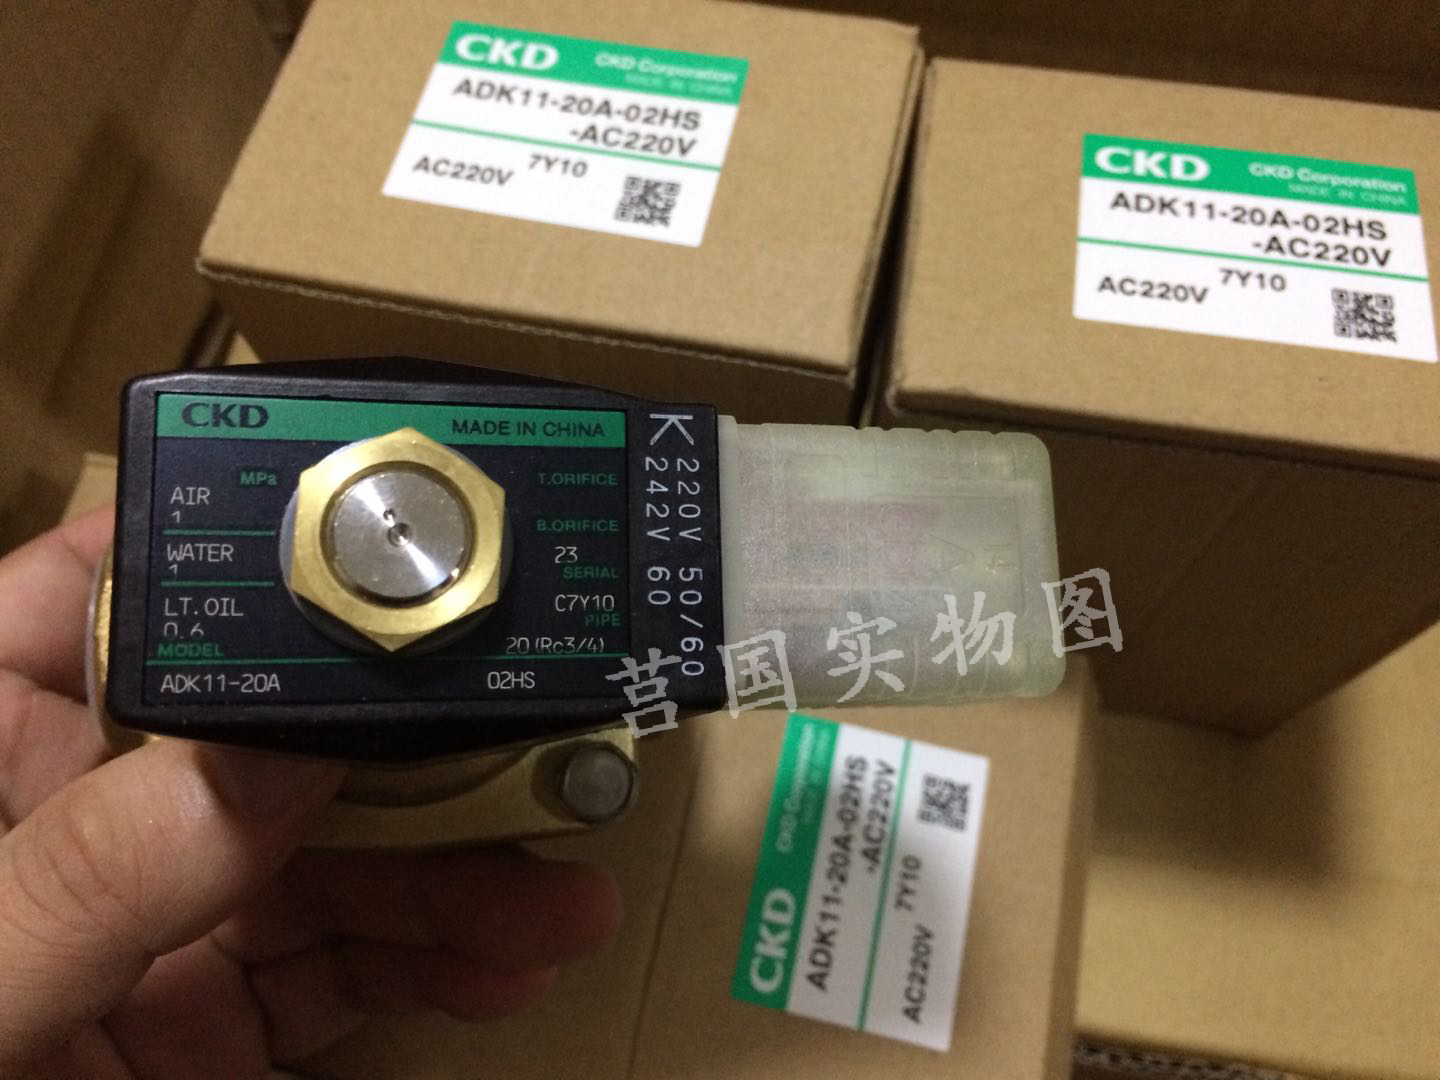 CKD
CKD Corporation
MADE IN CHINA
ADK11-20A-02HS
-AC220V
AC220V 7Y10
CKD
CKD Corporation
MADE IN CHINA
ADK11-20A-02HS
-AC220V
AC220V 7Y10
CKD
MADE IN CHINA
MPa
T.ORIFICE
AIR
1
B.ORIFICE
WATER
23
1
SERIAL
LT.OIL
C7Y10
0.6
PIPE
MODEL
20(Rc3/4)
ADK11-20A
02HS
K
220V 50/60
242V 60
莒国实物图
CKD
CKD Corporation
ADK11-20A-02HS
-AC220V
AC220V 7Y10